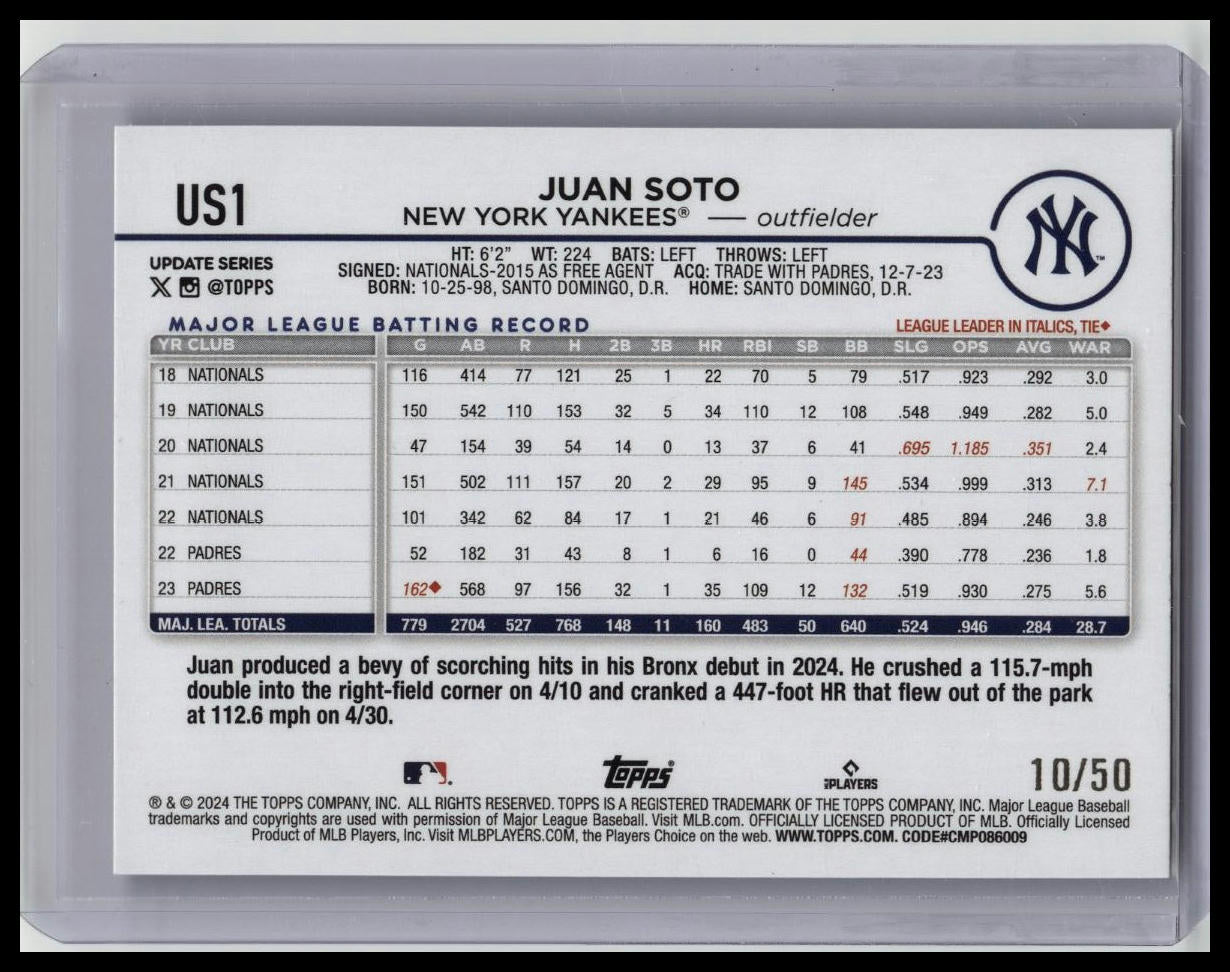 US1
JUAN SOTO
NEW YORK YANKEES® — outfielder
NY
™
UPDATE SERIES
X @TOPPS
HT: 6'2" WT: 224 BATS: LEFT THROWS: LEFT
SIGNED: NATIONALS-2015 AS FREE AGENT ACQ: TRADE WITH PADRES, 12-7-23
BORN: 10-25-98, SANTO DOMINGO, D.R. HOME: SANTO DOMINGO, D.R.
MAJOR LEAGUE BATTING RECORD LEAGUE LEADER IN ITALICS, TIE♦
YR CLUB G AB R H 2B 3B HR RBI SB BB SLG OPS AVG WAR
18 NATIONALS 116 414 77 121 25 1 22 70 5 79 .517 .923 .292 3.0
19 NATIONALS 150 542 110 153 32 5 34 110 12 108 .548 .949 .282 5.0
20 NATIONALS 47 154 39 54 14 0 13 37 6 41 .695 1.185 .351 2.4
21 NATIONALS 151 502 111 157 20 2 29 95 9 145 .534 .999 .313 7.1
22 NATIONALS 101 342 62 84 17 1 21 46 6 91 .485 .894 .246 3.8
22 PADRES 52 182 31 43 8 1 6 16 0 44 .390 .778 .236 1.8
23 PADRES 162♦ 568 97 156 32 1 35 109 12 132 .519 .930 .275 5.6
MAJ. LEA. TOTALS 779 2704 527 768 148 11 160 483 50 640 .524 .946 .284 28.7
Juan produced a bevy of scorching hits in his Bronx debut in 2024. He crushed a 115.7-mph
double into the right-field corner on 4/10 and cranked a 447-foot HR that flew out of the park
at 112.6 mph on 4/30.
topps
PLAYERS
10/50
® & © 2024 THE TOPPS COMPANY, INC. ALL RIGHTS RESERVED. TOPPS IS A REGISTERED TRADEMARK OF THE TOPPS COMPANY, INC. Major League Baseball
trademarks and copyrights are used with permission of Major League Baseball. Visit MLB.com. OFFICIALLY LICENSED PRODUCT OF MLB. Officially Licensed
Product of MLB Players, Inc. Visit MLBPLAYERS.COM, the Players Choice on the web. WWW.TOPPS.COM. CODE#CMP086009